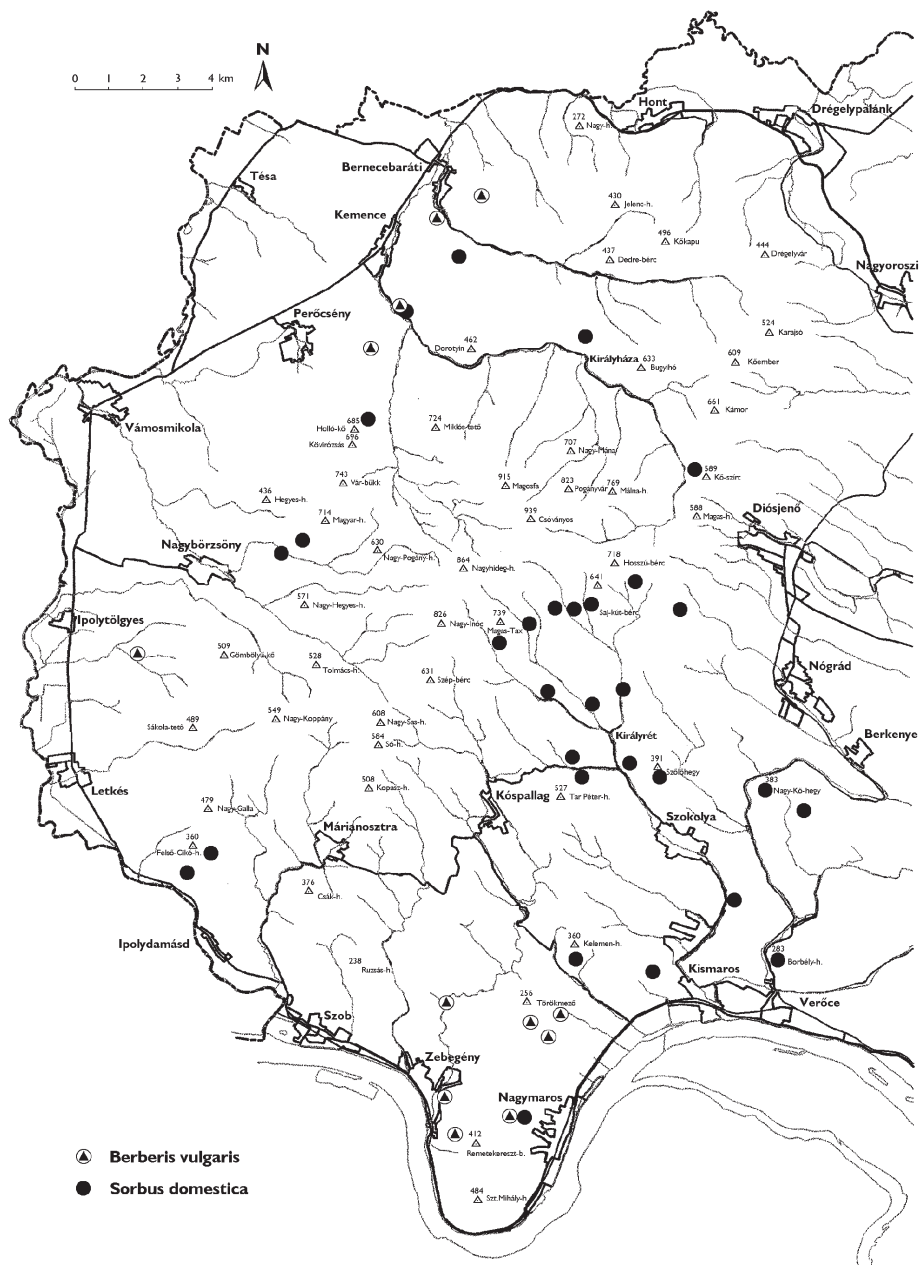 N
0 1 2 3 4 km
Hont
Drégelypalánk
272
Nagy-h.
Bernecebaráti
Tésa
430
Jelenc-h.
Kemence
496
Kőkapu
437
Dedre-bérc
444
Drégelyvár
Nagyoroszi
Perőcsény
524
Karajsó
462
Dorotyin
Királyháza
633
Bugyihó
609
Kőember
661
Kámor
Vámosmikola
685
Holló-kő
696
Kővirózsás
724
Miklós-tető
707
Nagy-Mána
743
Vár-bükk
915
Magosfa
823
Pogányvár
769
Málna-h.
589
Kő-szirt
436
Hegyes-h.
714
Magyar-h.
939
Csóványos
588
Magas-h.
Diósjenő
Nagybörzsöny
630
Nagy-Pogány-h.
864
Nagyhideg-h.
718
Hosszú-bérc
641
Saj-kút-bérc
571
Nagy-Hegyes-h.
826
Nagy-Inóc
739
Magas-Tax
Ipolytölgyes
509
Gömbölyű-kő
528
Tolmács-h.
631
Szép-bérc
Nógrád
549
Nagy-Koppány
608
Nagy-Sas-h.
489
Sákola-tető
584
Só-h.
Királyrét
Berkenye
391
Szőlőhegy
383
Nagy-Kő-hegy
Letkés
508
Kopasz-h.
527
Tar Péter-h.
Kóspallag
479
Nagy-Galla
Szokolya
Márianosztra
360
Felső-Cikó-h.
376
Csák-h.
Ipolydamásd
360
Kelemen-h.
238
Ruzsás-h.
283
Borbély-h.
Kismaros
256
Törökmező
Verőce
Szob
Zebegény
Nagymaros
412
Remetekereszt-b.
484
Szt.Mihály-h.
Berberis vulgaris
Sorbus domestica